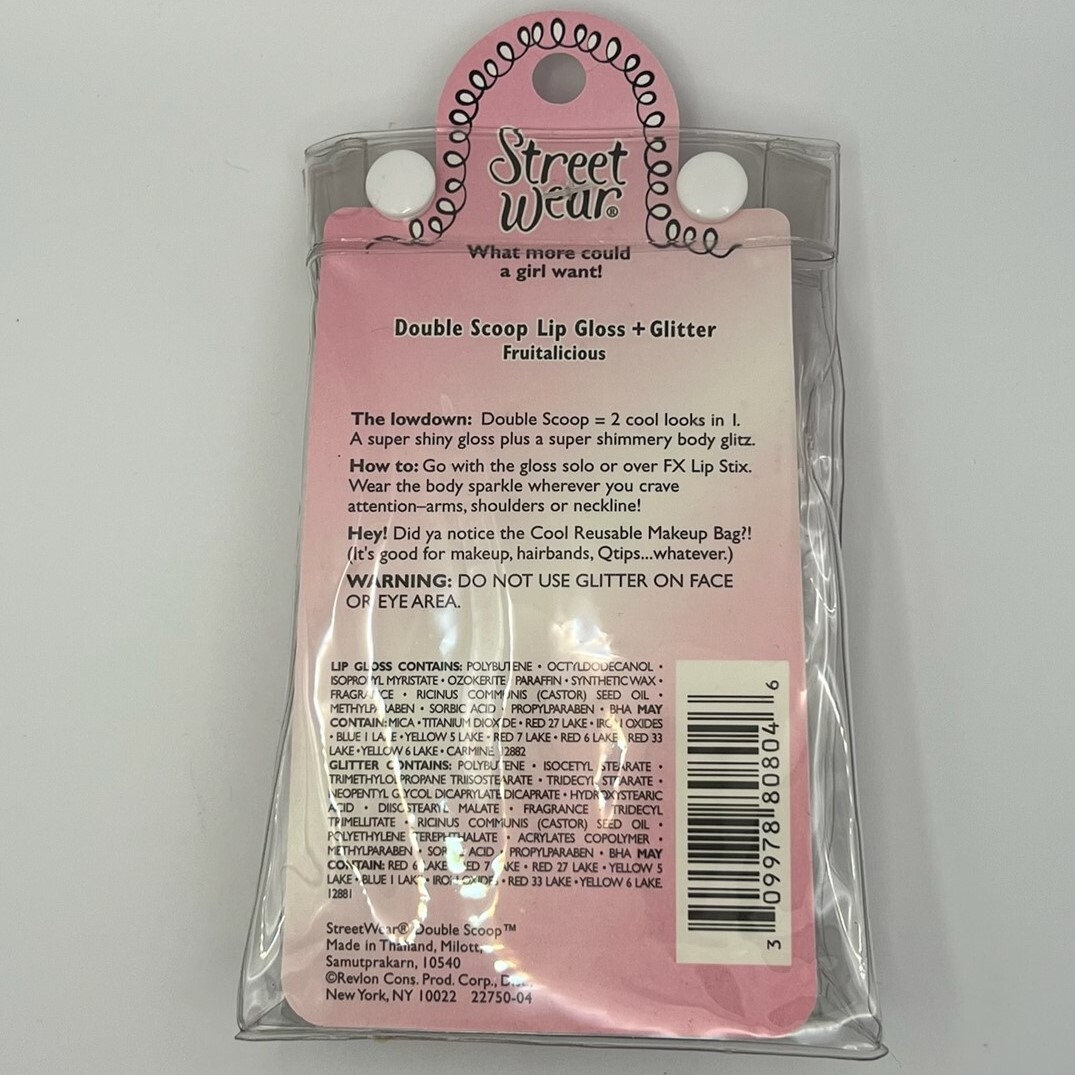 Street
Wear®
What more could
a girl want!
Double Scoop Lip Gloss + Glitter
Fruitalicious
The lowdown: Double Scoop = 2 cool looks in 1.
A super shiny gloss plus a super shimmery body glitz.
How to: Go with the gloss solo or over FX Lip Stix.
Wear the body sparkle wherever you crave
attention–arms, shoulders or neckline!
Hey! Did ya notice the Cool Reusable Makeup Bag?!
(It's good for makeup, hairbands, Qtips...whatever.)
WARNING: DO NOT USE GLITTER ON FACE
OR EYE AREA.
LIP GLOSS CONTAINS: POLYBUTENE • OCTYLDODECANOL •
ISOPROPYL MYRISTATE • OZOKERITE • PARAFFIN • SYNTHETIC WAX •
FRAGRANCE • RICINUS COMMUNIS (CASTOR) SEED OIL •
METHYLPARABEN • SORBIC ACID • PROPYLPARABEN • BHA MAY
CONTAIN: MICA • TITANIUM DIOXIDE • RED 27 LAKE • IRON OXIDES
• BLUE 1 LAKE • YELLOW 5 LAKE • RED 7 LAKE • RED 6 LAKE • RED 33
LAKE • YELLOW 6 LAKE • CARMINE 12882
GLITTER CONTAINS: POLYBUTENE • ISOCETYL STEARATE •
TRIMETHYLOLPROPANE TRIISOSTEARATE • TRIDECYL STEARATE •
NEOPENTYL GLYCOL DICAPRYLATE DICAPRATE • HYDROXYSTEARIC
ACID • DIISOSTEARYL MALATE • FRAGRANCE • TRIDECYL
TRIMELLITATE • RICINUS COMMUNIS (CASTOR) SEED OIL •
POLYETHYLENE TEREPHTHALATE • ACRYLATES COPOLYMER •
METHYLPARABEN • SORBIC ACID • PROPYLPARABEN • BHA MAY
CONTAIN: RED 6 LAKE • RED 7 LAKE • RED 27 LAKE • YELLOW 5
LAKE • BLUE 1 LAKE • IRON OXIDES • RED 33 LAKE • YELLOW 6 LAKE.
12881
StreetWear® Double Scoop™
Made in Thailand, Milott,
Samutprakarn, 10540
©Revlon Cons. Prod. Corp.,
New York, NY 10022 22750-04
3 09978 80804 6